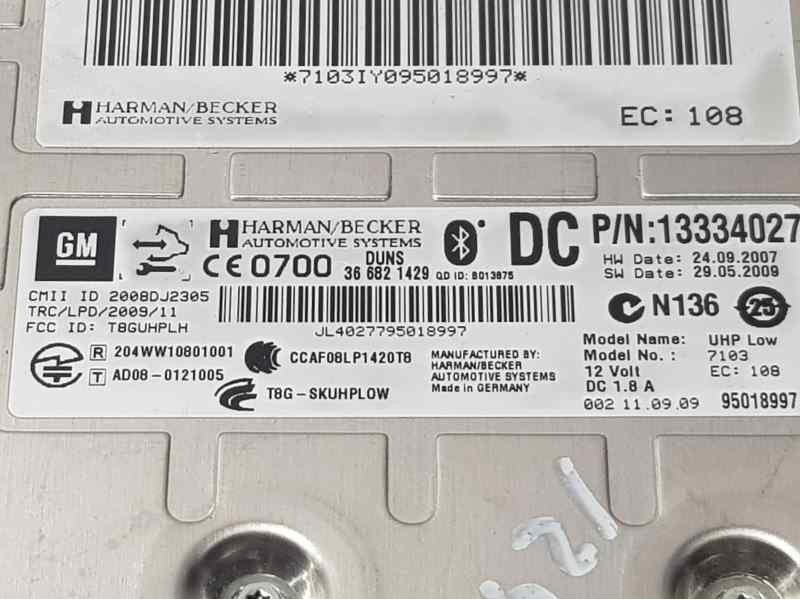 *7103IY095018997*
HARMAN/BECKER
AUTOMOTIVE SYSTEMS
EC: 108
GM
HARMAN/BECKER
AUTOMOTIVE SYSTEMS
DC
P/N:13334027
CE 0700
DUNS
36 682 1429
QD ID: B013875
HW Date: 24.09.2007
SW Date: 29.05.2009
CMII ID 2008DJ2305
TRC/LPD/2009/11
FCC ID: T8GUHPLH
JL4027795018997
N136
25
R 204WW10801001
T AD08-0121005
CCAF08LP1420T8
T8G-SKUHPLOW
MANUFACTURED BY:
HARMAN/BECKER
AUTOMOTIVE SYSTEMS
Made in GERMANY
Model Name: UHP Low
Model No.: 7103
12 Volt EC: 108
DC 1.8 A
002 11.09.09 95018997